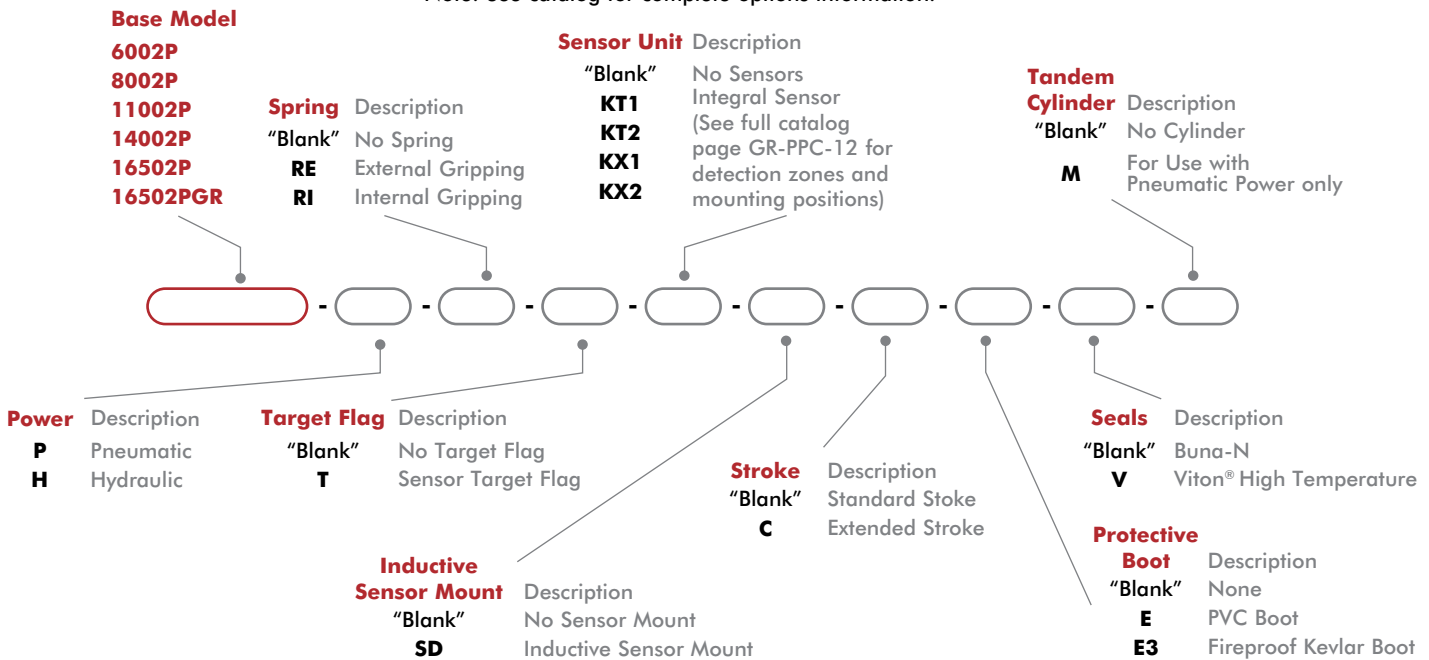 Base Model
6002P
8002P
11002P
14002P
16502P
16502PGR
Spring Description
“Blank” No Spring
RE External Gripping
RI Internal Gripping
Sensor Unit Description
“Blank” No Sensors
KT1 Integral Sensor
KT2 (See full catalog
KX1 page GR-PPC-12 for
KX2 detection zones and
mounting positions)
Tandem
Cylinder Description
“Blank” No Cylinder
M For Use with
Pneumatic Power only
- - - - - - - - -
Power Description
P Pneumatic
H Hydraulic
Target Flag Description
“Blank” No Target Flag
T Sensor Target Flag
Inductive
Sensor Mount Description
“Blank” No Sensor Mount
SD Inductive Sensor Mount
Stroke Description
“Blank” Standard Stoke
C Extended Stroke
Protective
Boot Description
“Blank” None
E PVC Boot
E3 Fireproof Kevlar Boot
Seals Description
“Blank” Buna-N
V Viton® High Temperature